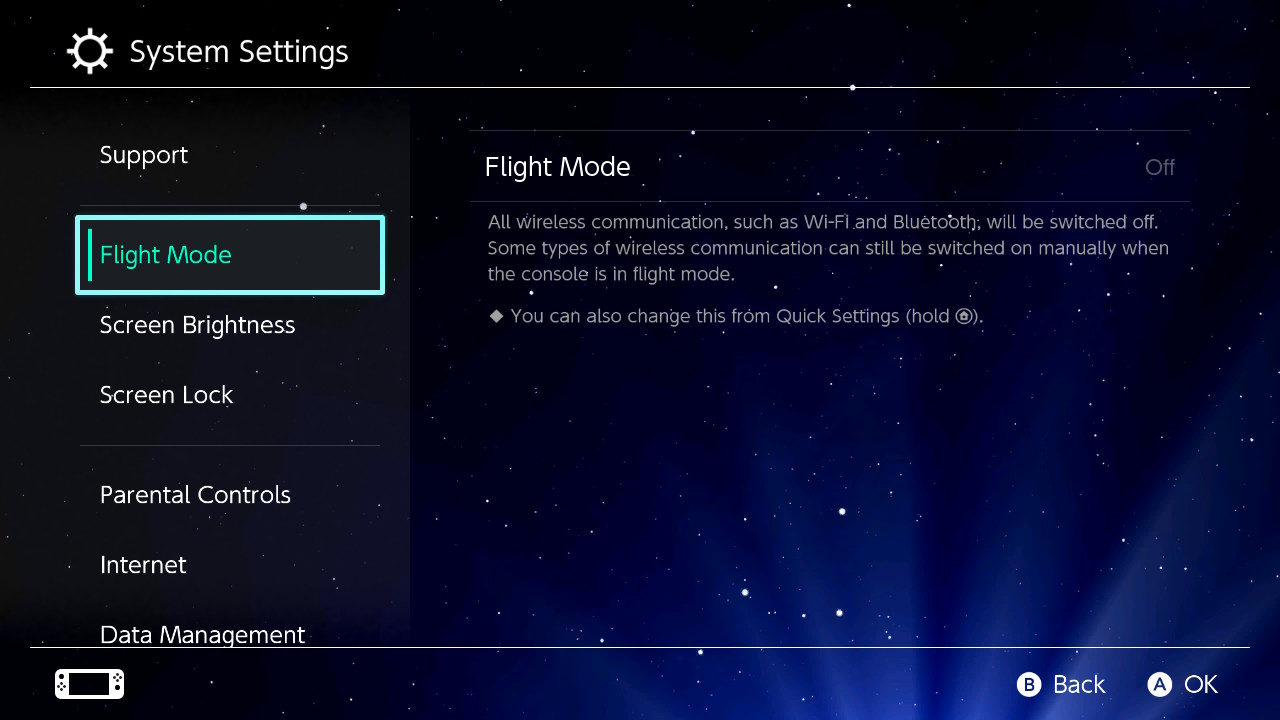 System Settings
Support
Flight Mode
Screen Brightness
Screen Lock
Parental Controls
Internet
Data Management
Flight Mode Off
All wireless communication, such as Wi-Fi and Bluetooth, will be switched off.
Some types of wireless communication can still be switched on manually when
the console is in flight mode.
◆ You can also change this from Quick Settings (hold ).
B Back A OK